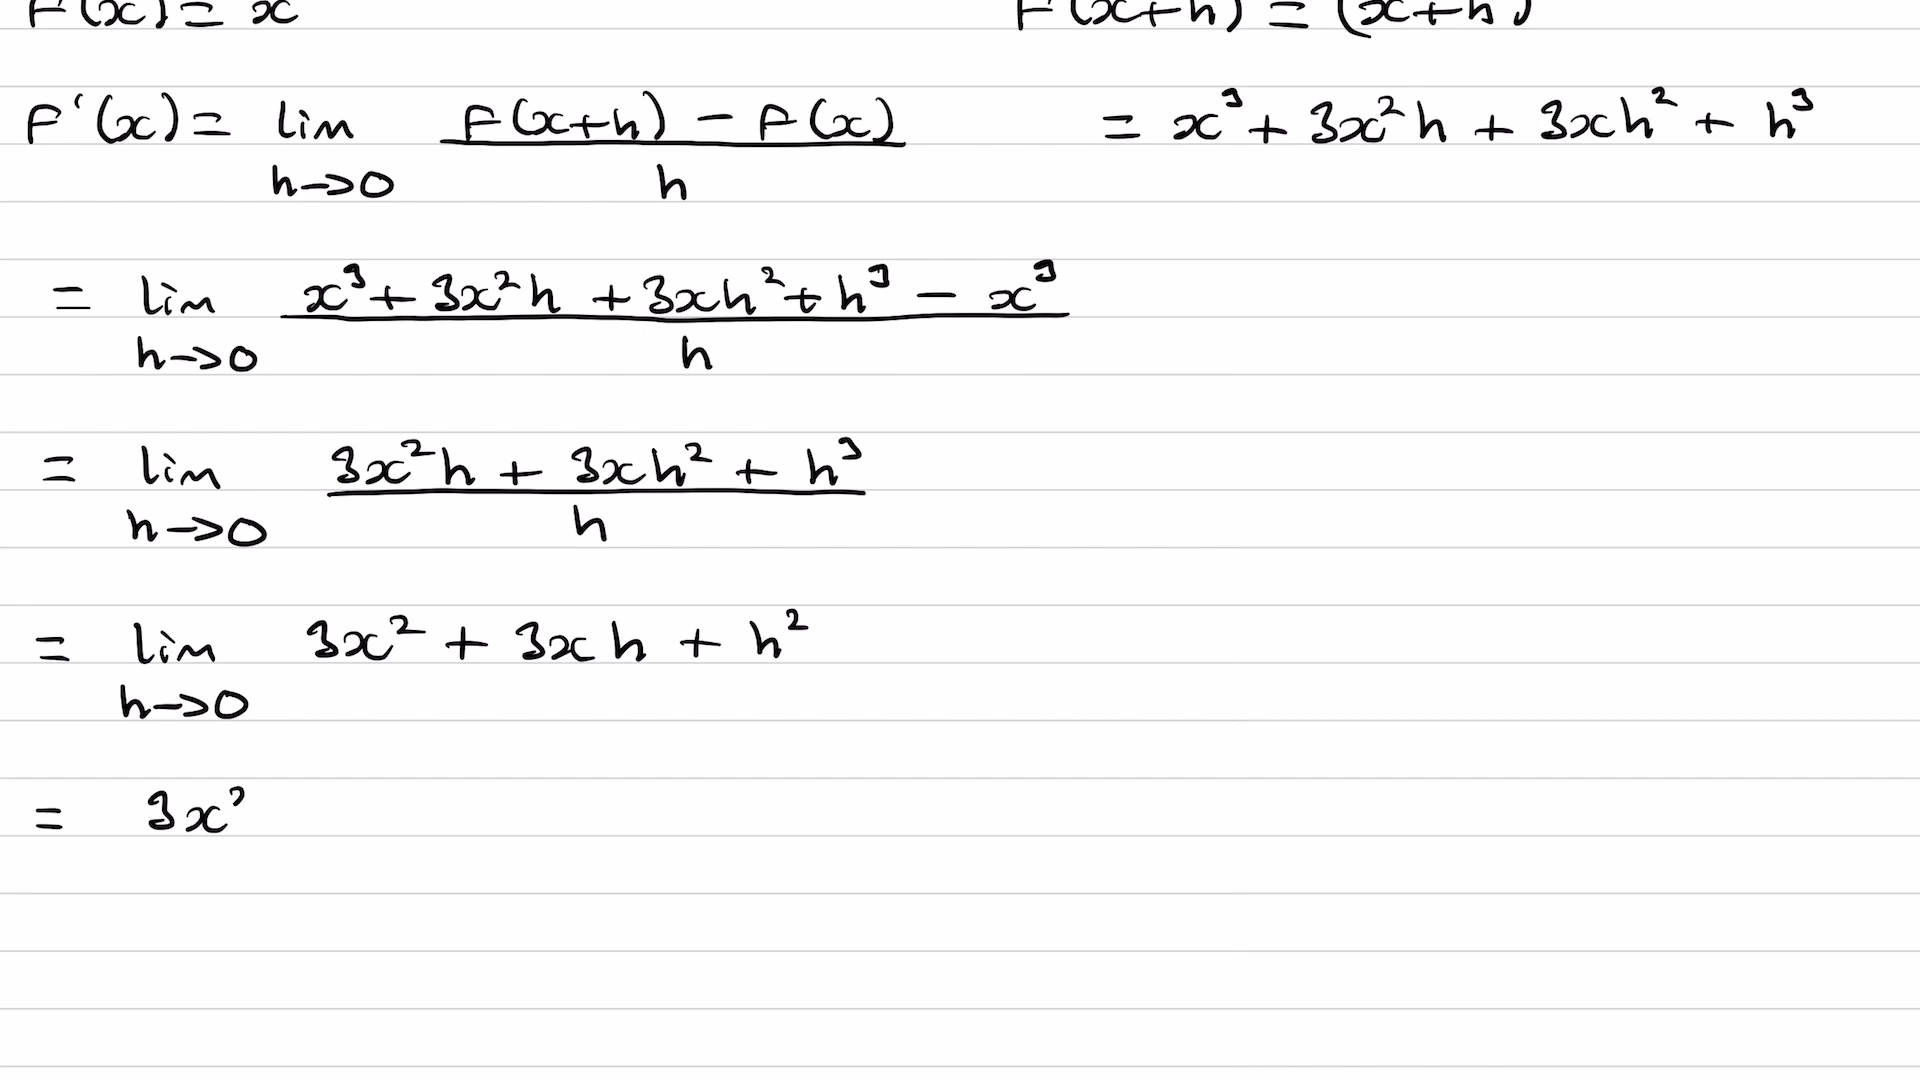 F(x) = x F(x+h) = (x+h)
F'(x) = lim h→0 (F(x+h) − F(x))/h = x³ + 3x²h + 3xh² + h³
= lim h→0 (x³ + 3x²h + 3xh² + h³ − x³)/h
= lim h→0 (3x²h + 3xh² + h³)/h
= lim h→0 3x² + 3xh + h²
= 3x²